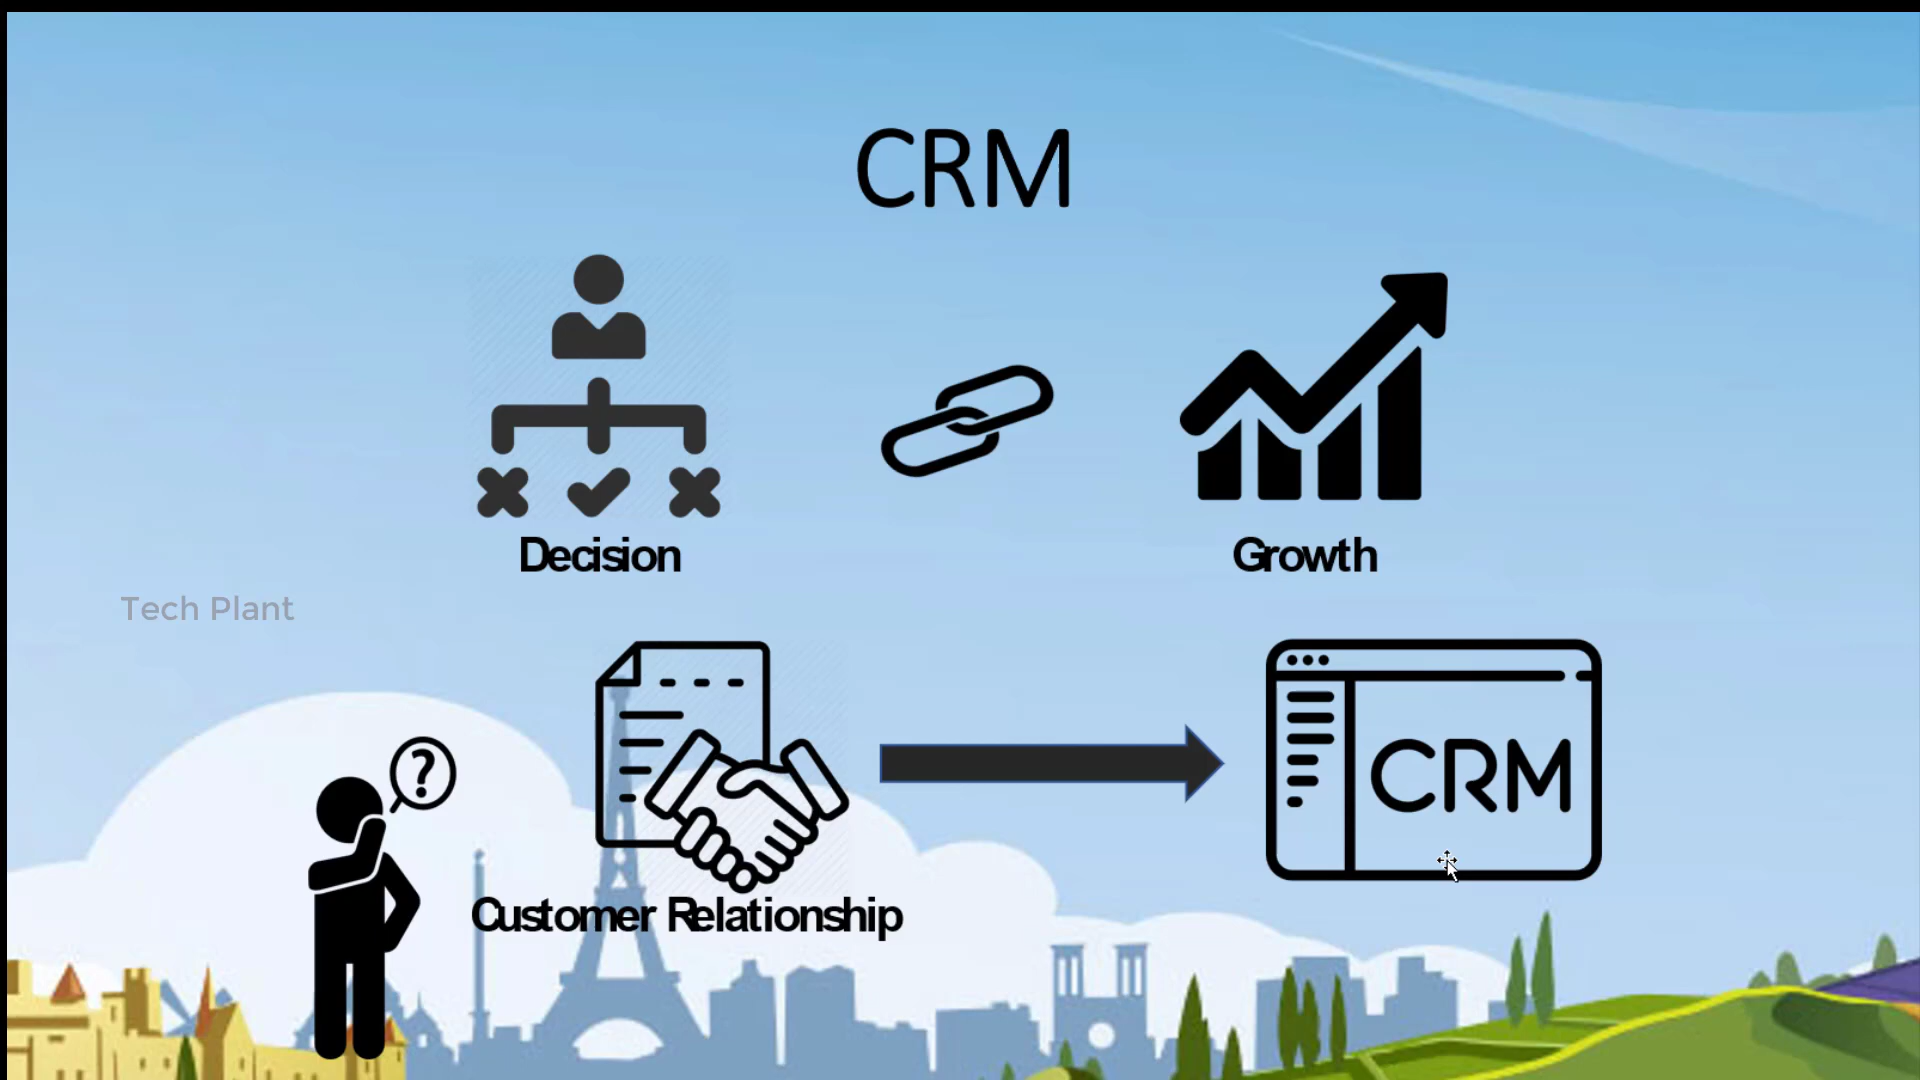 CRM
Decision
Growth
Tech Plant
?
CRM
Customer Relationship